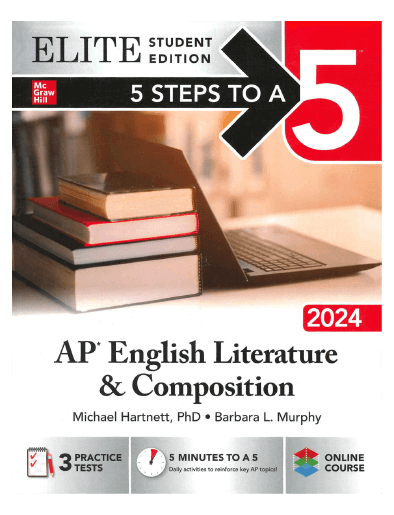 ELITE STUDENT
EDITION
Mc
Graw
Hill
5 STEPS TO A
5
2024
AP* English Literature
& Composition
Michael Hartnett, PhD • Barbara L. Murphy
3 PRACTICE
TESTS
5 MINUTES TO A 5
Daily activities to reinforce key AP topics!
ONLINE
COURSE